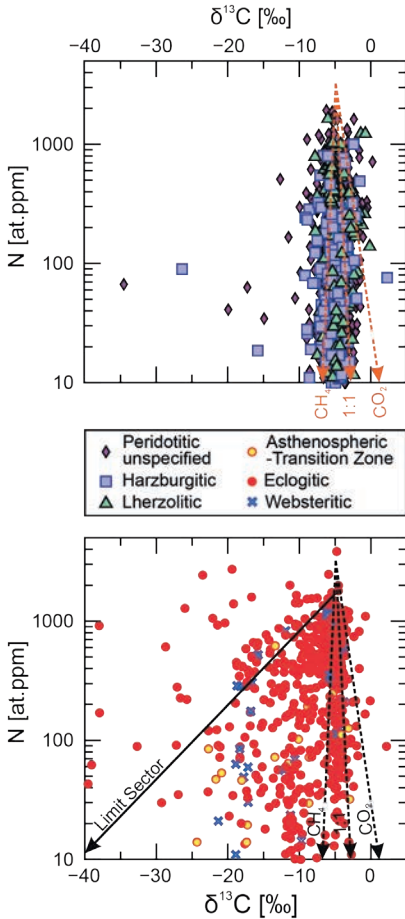 δ¹³C [‰]
−40 −30 −20 −10 0
1000
100
10
N [at.ppm]
CH₄
1:1
CO₂
Peridotitic
unspecified
Harzburgitic
Lherzolitic
Asthenospheric
-Transition Zone
Eclogitic
Websteritic
1000
100
10
N [at.ppm]
Limit Sector
CH₄
1:1
CO₂
−40 −30 −20 −10 0
δ¹³C [‰]